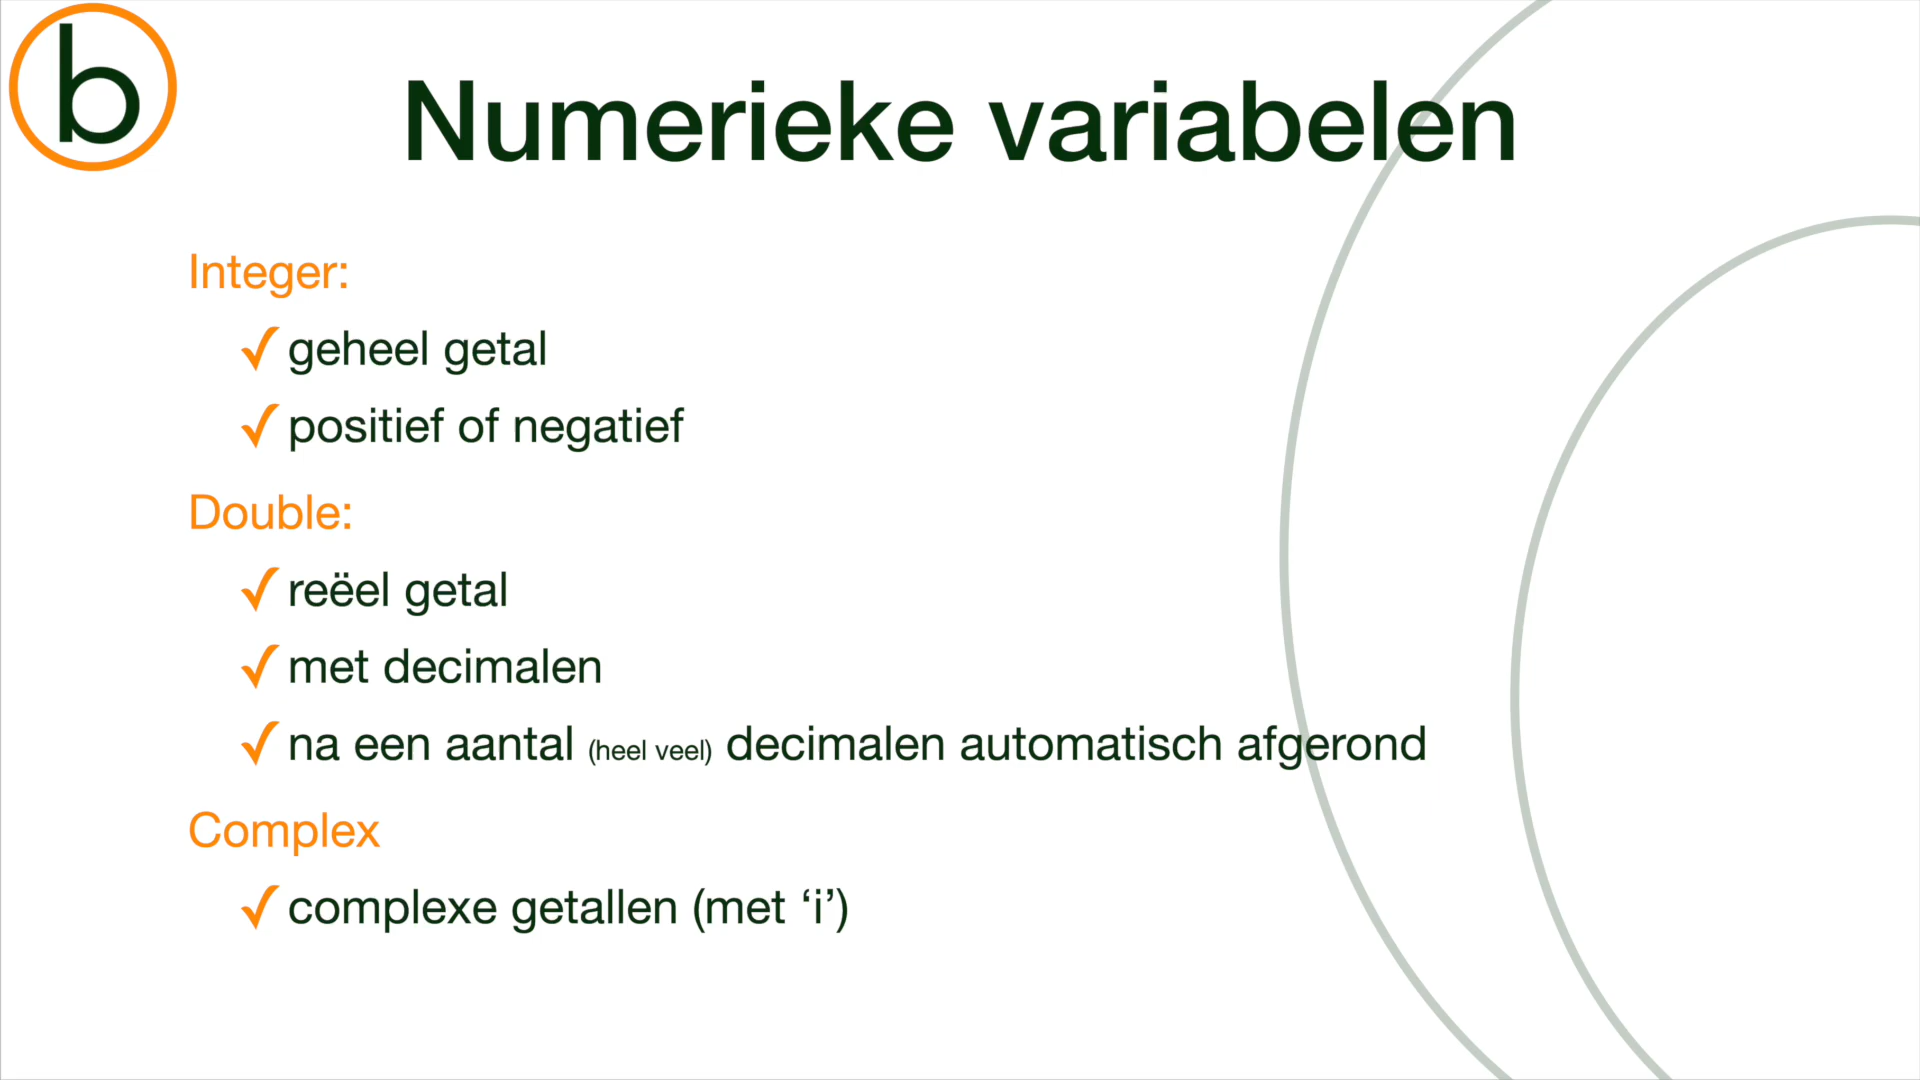 b
Numerieke variabelen
Integer:
✓ geheel getal
✓ positief of negatief
Double:
✓ reëel getal
✓ met decimalen
✓ na een aantal (heel veel) decimalen automatisch afgerond
Complex
✓ complexe getallen (met ‘i’)